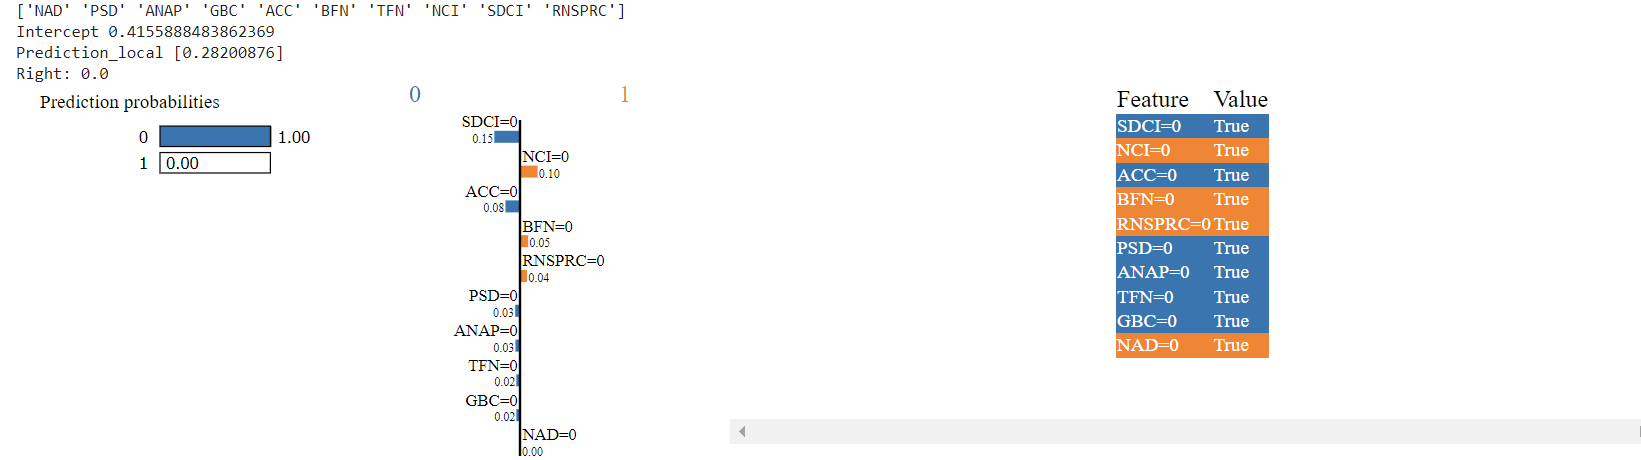 ['NAD' 'PSD' 'ANAP' 'GBC' 'ACC' 'BFN' 'TFN' 'NCI' 'SDCI' 'RNSPRC']
Intercept 0.4155888483862369
Prediction_local [0.28200876]
Right: 0.0
Prediction probabilities
0 1.00
1 0.00
0 1
SDCI=0
0.15
NCI=0
0.10
ACC=0
0.08
BFN=0
0.05
RNSPRC=0
0.04
PSD=0
0.03
ANAP=0
0.03
TFN=0
0.02
GBC=0
0.02
NAD=0
0.00
Feature Value
SDCI=0 True
NCI=0 True
ACC=0 True
BFN=0 True
RNSPRC=0 True
PSD=0 True
ANAP=0 True
TFN=0 True
GBC=0 True
NAD=0 True